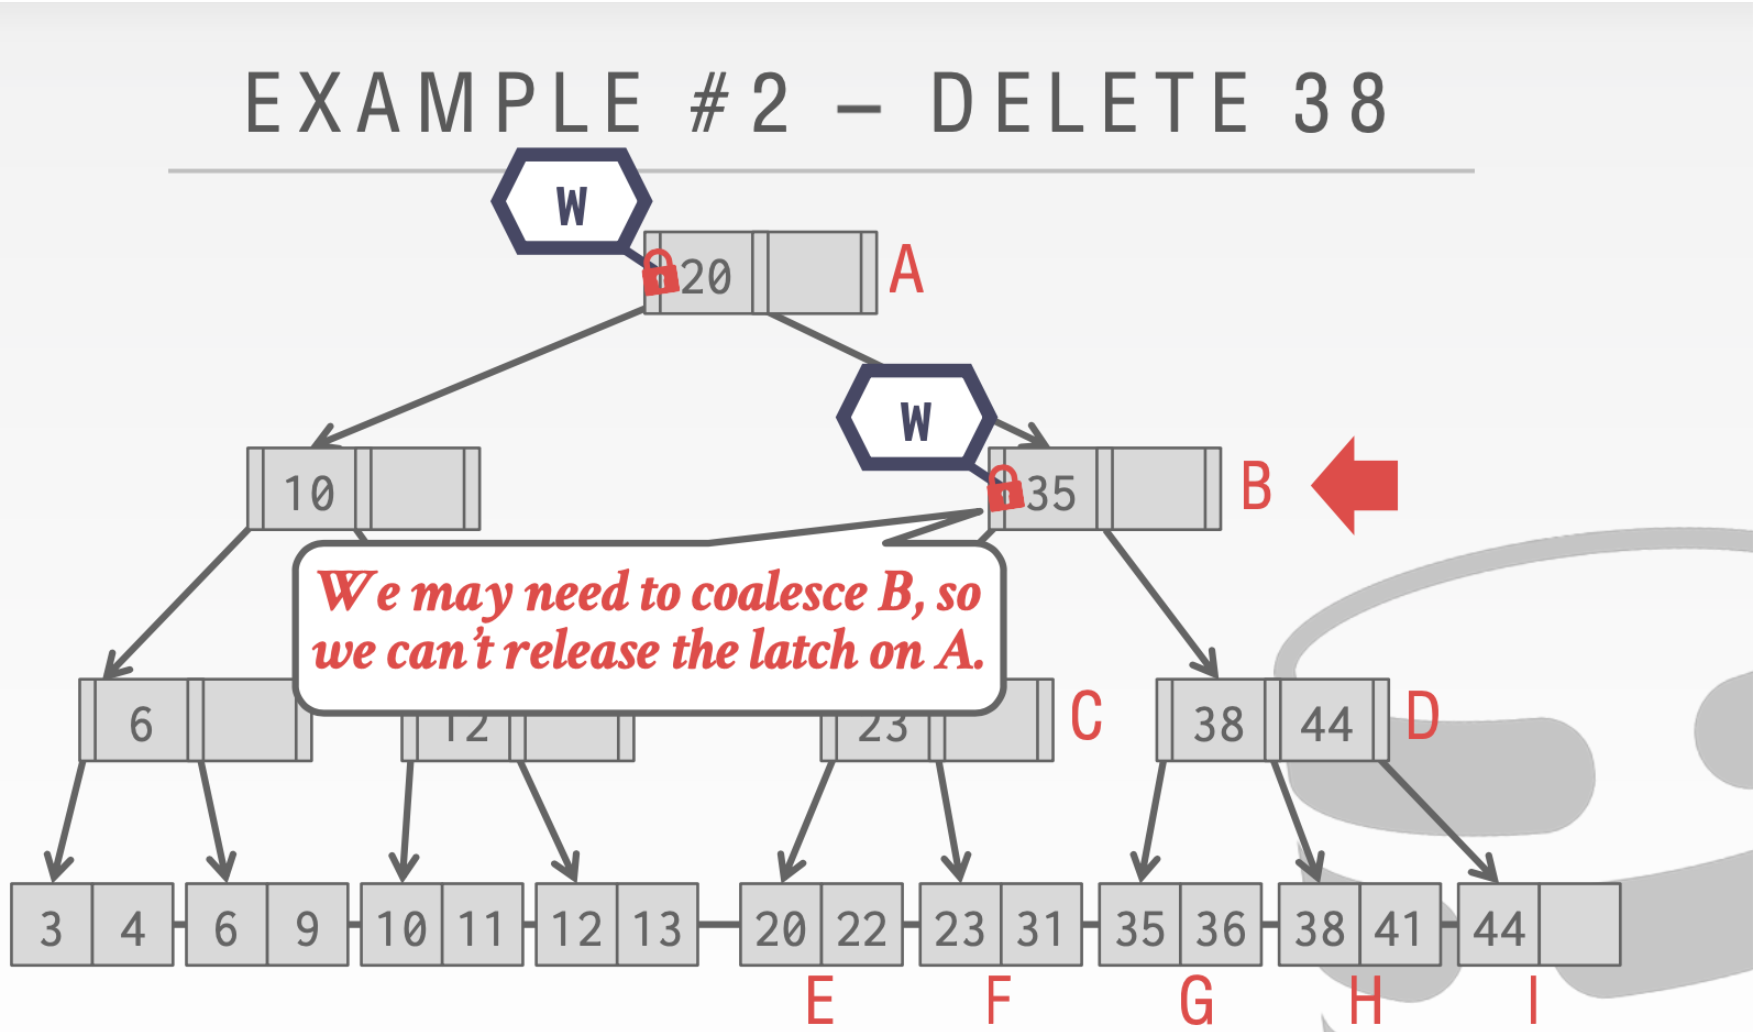 EXAMPLE #2 – DELETE 38
W
20 A
W
10 35 B
We may need to coalesce B, so
we can't release the latch on A.
6 12 23 C 38 44 D
3 4 6 9 10 11 12 13 20 22 23 31 35 36 38 41 44
E F G H I